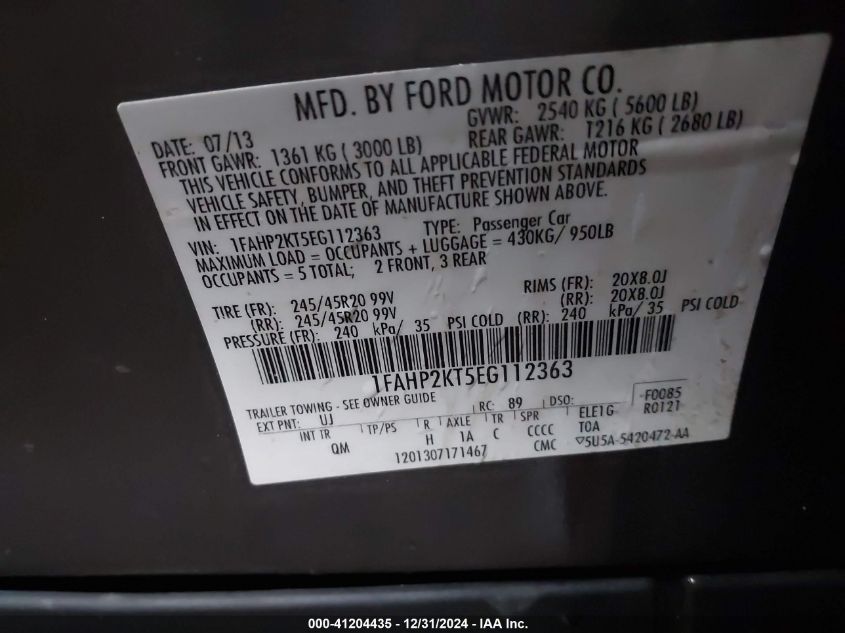 MFD. BY FORD MOTOR CO.
DATE: 07/13 GVWR: 2540 KG ( 5600 LB)
FRONT GAWR: 1361 KG ( 3000 LB) REAR GAWR: 1216 KG ( 2680 LB)
THIS VEHICLE CONFORMS TO ALL APPLICABLE FEDERAL MOTOR
VEHICLE SAFETY, BUMPER, AND THEFT PREVENTION STANDARDS
IN EFFECT ON THE DATE OF MANUFACTURE SHOWN ABOVE.
VIN: 1FAHP2KT5EG112363 TYPE: Passenger Car
MAXIMUM LOAD = OCCUPANTS + LUGGAGE = 430KG/ 950LB
OCCUPANTS = 5 TOTAL; 2 FRONT, 3 REAR
TIRE (FR): 245/45R20 99V RIMS (FR): 20X8.0J
(RR): 245/45R20 99V (RR): 20X8.0J
PRESSURE (FR): 240 kPa/ 35 PSI COLD (RR): 240 kPa/ 35 PSI COLD
1FAHP2KT5EG112363
TRAILER TOWING - SEE OWNER GUIDE
EXT PNT: UJ RC: 89 DSO: F0085
R0121
INT TR TP/PS R AXLE TR SPR ELE1G
QM H 1A C CCCC TOA
1201307171467 CMC 5U5A-5420472-AA
000-41204435 - 12/31/2024 - IAA Inc.